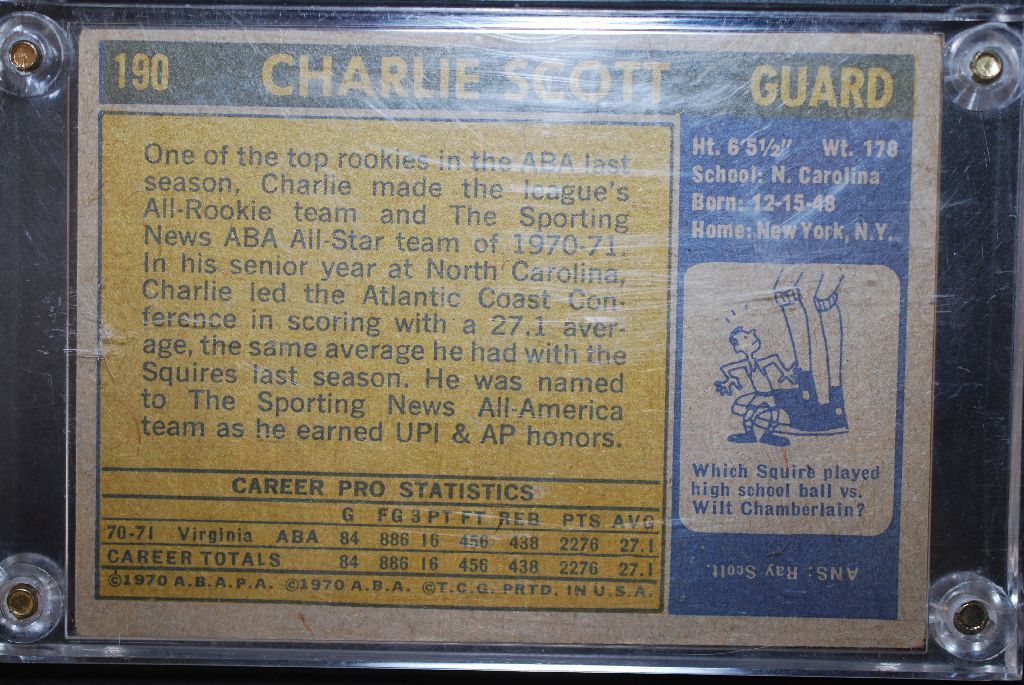 190 CHARLIE SCOTT GUARD
One of the top rookies in the ABA last
season, Charlie made the league's
All-Rookie team and The Sporting
News ABA All-Star team of 1970-71.
In his senior year at North Carolina,
Charlie led the Atlantic Coast Con-
ference in scoring with a 27.1 aver-
age, the same average he had with the
Squires last season. He was named
to The Sporting News All-America
team as he earned UPI & AP honors.
CAREER PRO STATISTICS
G FG 3PT FT REB PTS AVG
70-71 Virginia ABA 84 886 16 456 438 2276 27.1
CAREER TOTALS 84 886 16 456 438 2276 27.1
©1970 A.B.A.P.A. ©1970 A.B.A. ©T.C.G. PRTD. IN U.S.A.
Ht. 6'5½" Wt. 178
School: N. Carolina
Born: 12-15-48
Home: New York, N.Y.
Which Squire played
high school ball vs.
Wilt Chamberlain?
ANS: Ray Scott.